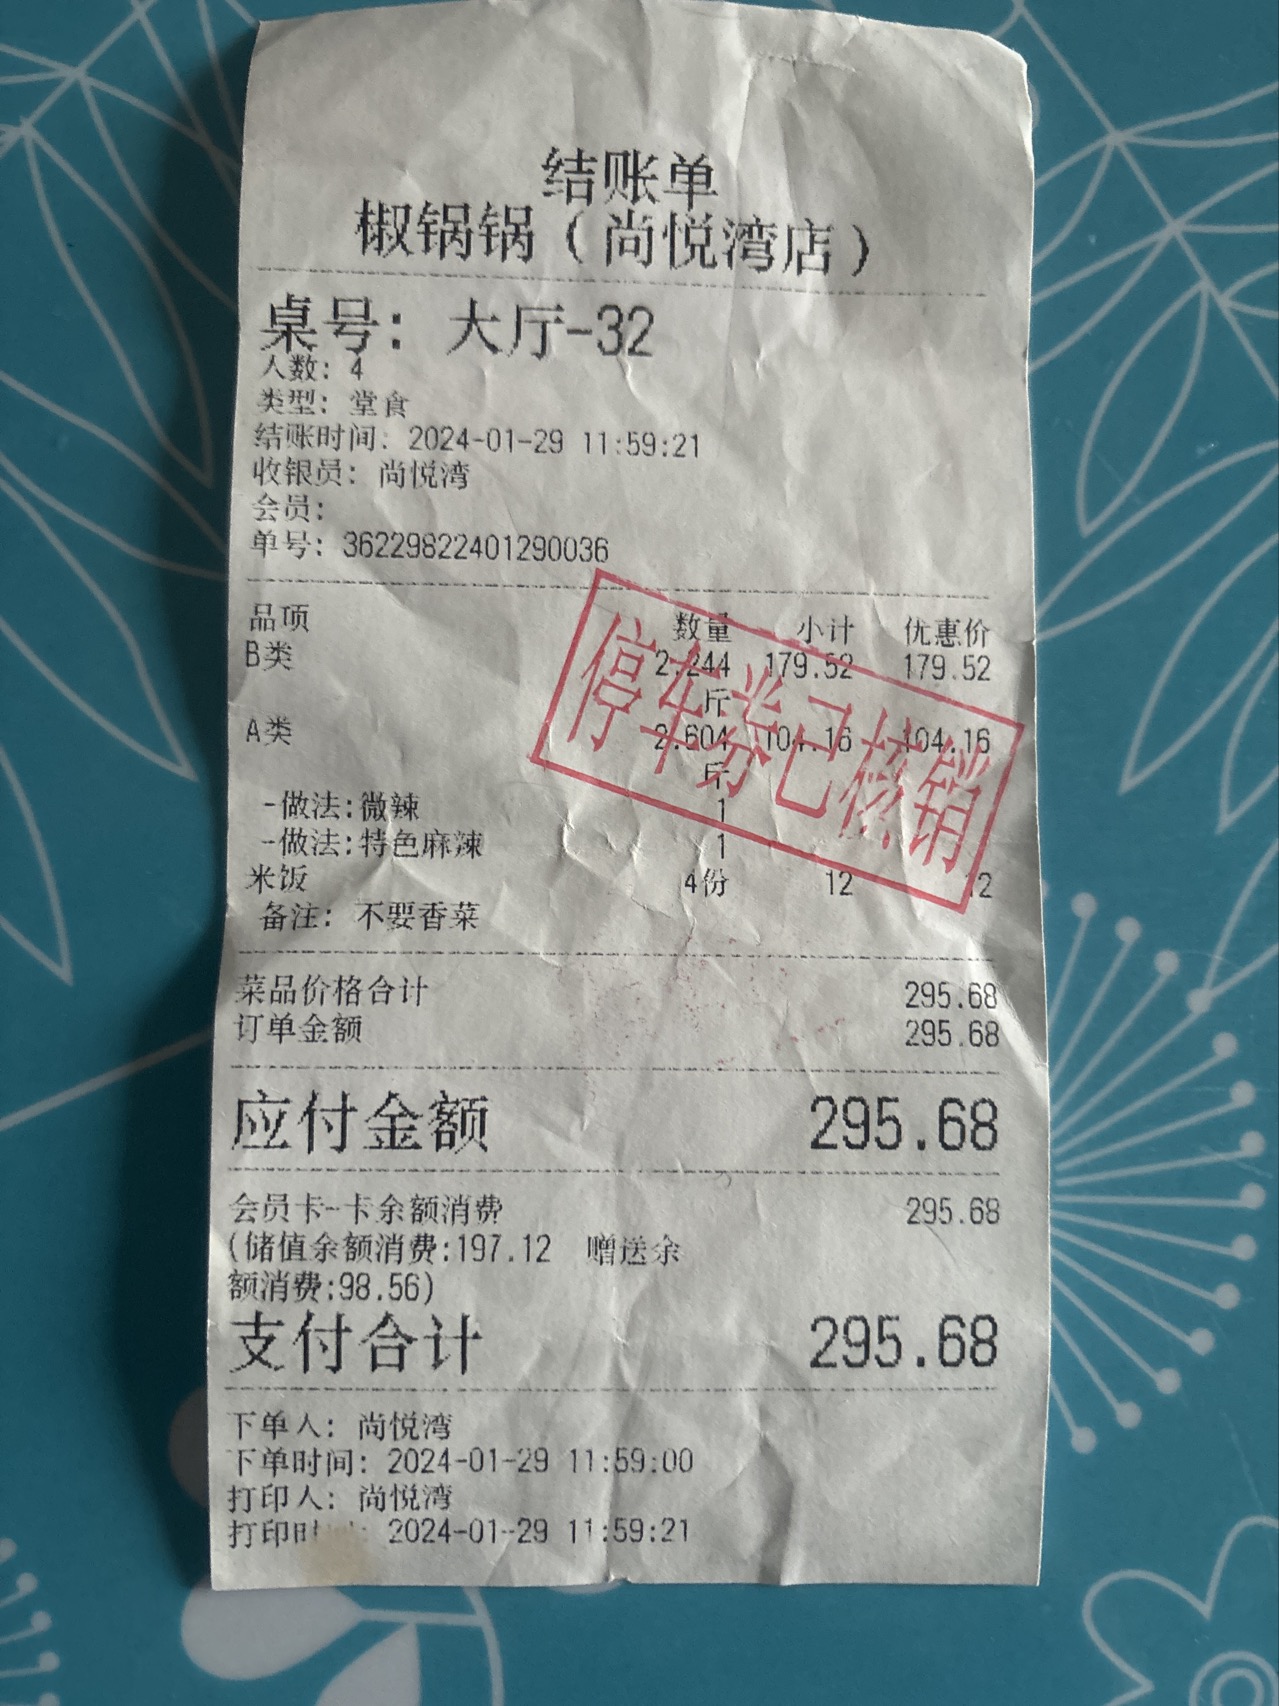 结账单
椒锅锅（尚悦湾店）
桌号：大厅-32
人数：4
类型：堂食
结账时间：2024-01-29 11:59:21
收银员：尚悦湾
会员：
单号：36229822401290036
品项 数量 小计 优惠价
B类 2.244 179.52 179.52
斤
A类 2.604 104.16 104.16
斤
-做法:微辣 1
-做法:特色麻辣 1
米饭 4份 12 12
备注：不要香菜
停车券已核销
菜品价格合计 295.68
订单金额 295.68
应付金额 295.68
会员卡-卡余额消费 295.68
(储值余额消费:197.12 赠送余
额消费:98.56)
支付合计 295.68
下单人：尚悦湾
下单时间：2024-01-29 11:59:00
打印人：尚悦湾
打印时间：2024-01-29 11:59:21